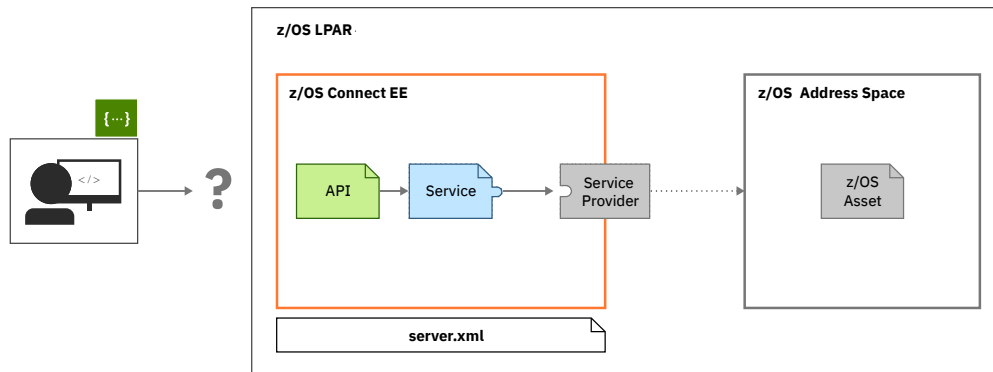 z/OS LPAR
z/OS Connect EE
z/OS Address Space
{···}
</>
?
API
Service
Service
Provider
z/OS
Asset
server.xml